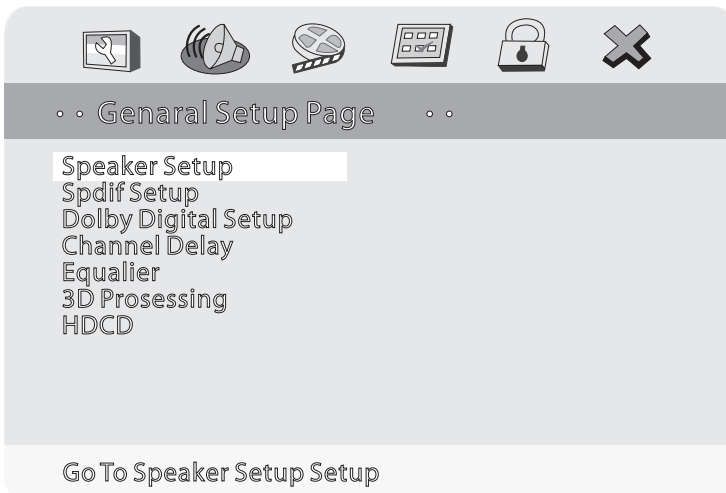 Genaral Setup Page
Speaker Setup
Spdif Setup
Dolby Digital Setup
Channel Delay
Equalier
3D Prosessing
HDCD
Go To Speaker Setup Setup